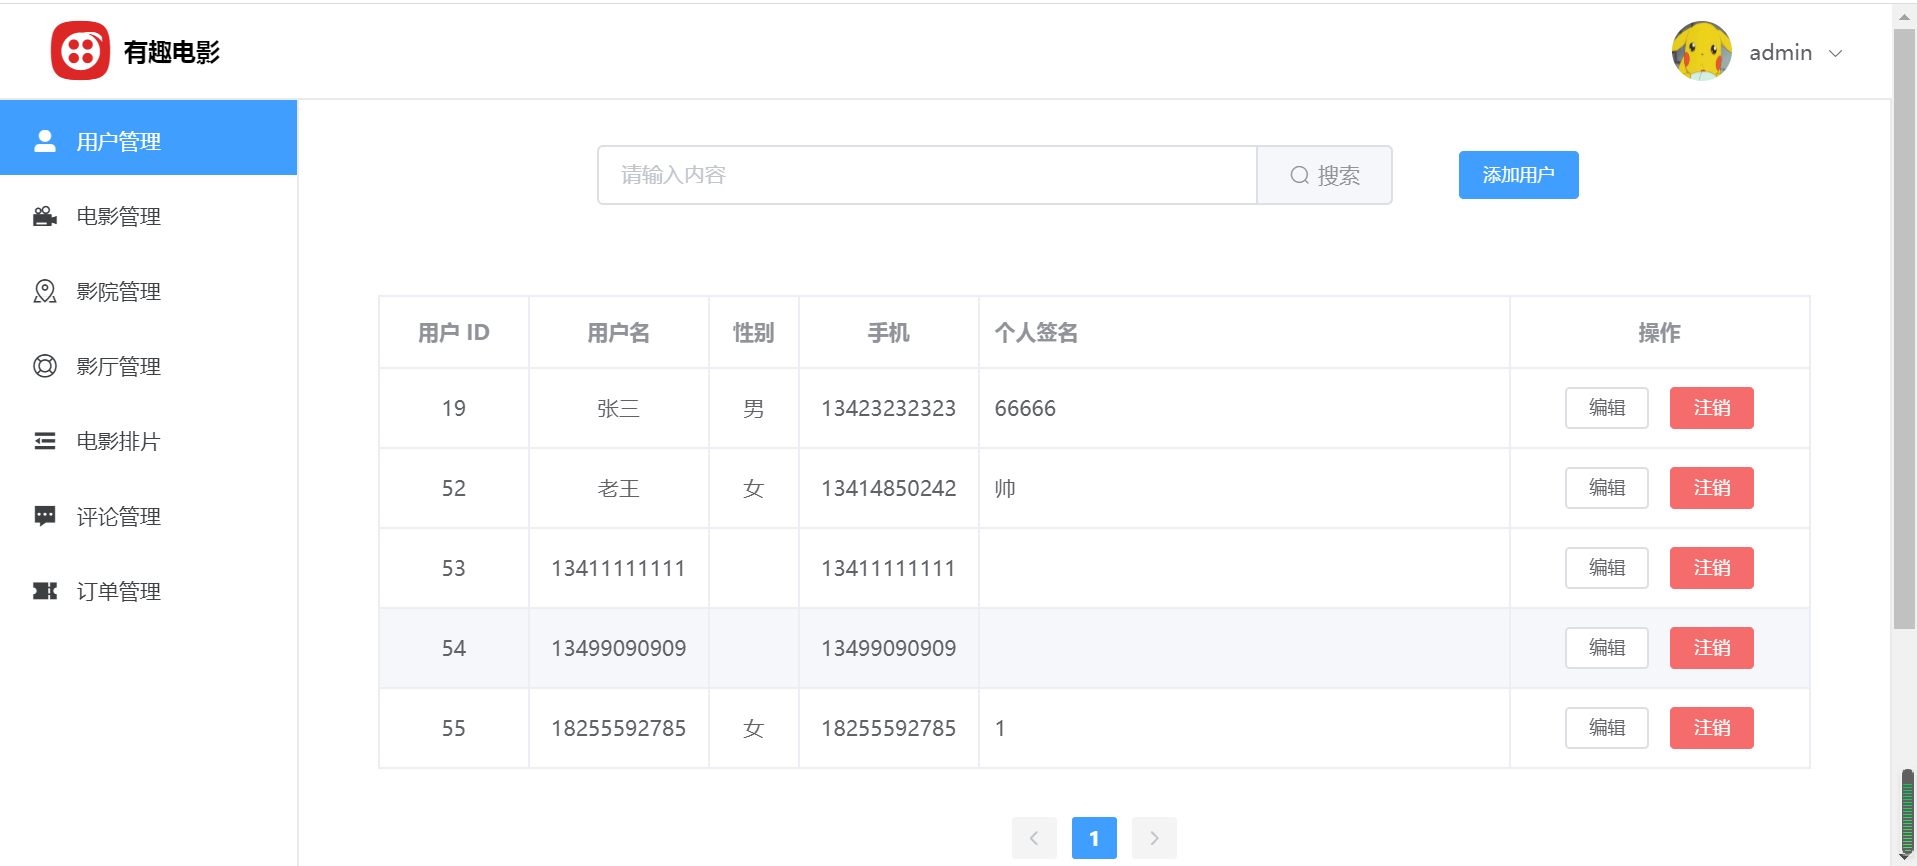 有趣电影
admin
用户管理
电影管理
影院管理
影厅管理
电影排片
评论管理
订单管理
请输入内容 搜索 添加用户
用户 ID 用户名 性别 手机 个人签名 操作
19 张三 男 13423232323 66666 编辑 注销
52 老王 女 13414850242 帅 编辑 注销
53 13411111111 13411111111 编辑 注销
54 13499090909 13499090909 编辑 注销
55 18255592785 女 18255592785 1 编辑 注销
1